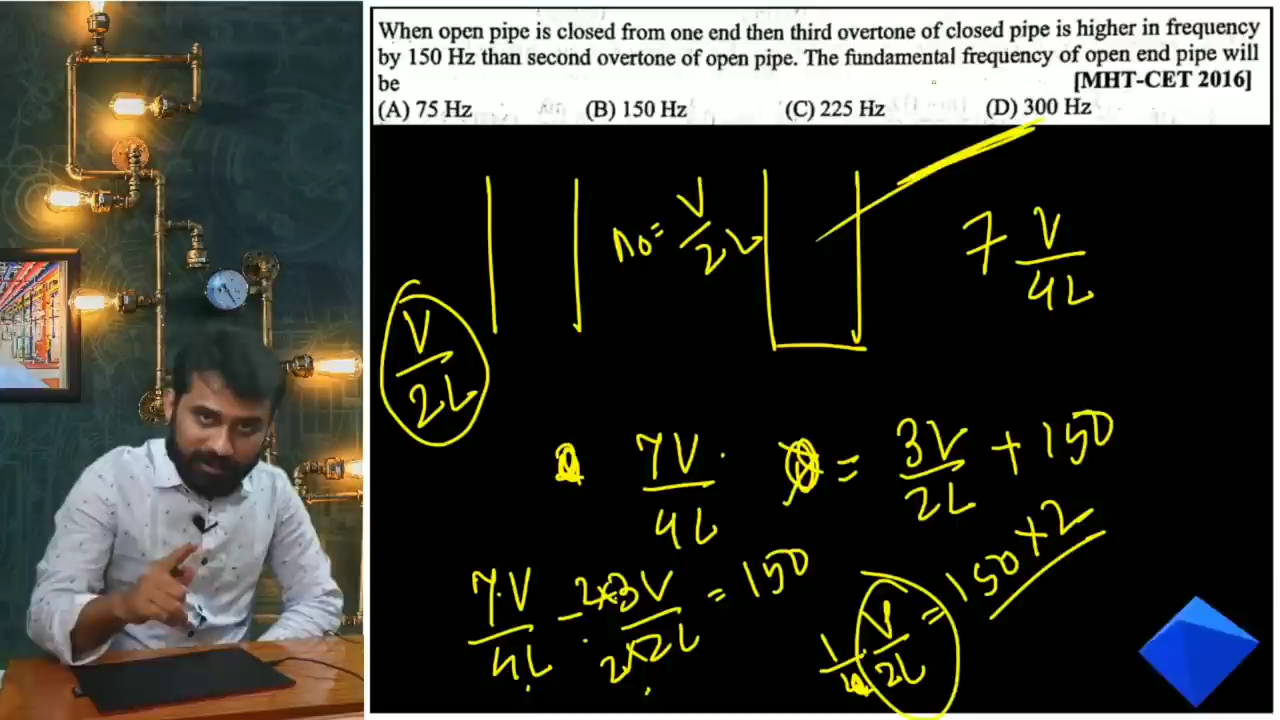 When open pipe is closed from one end then third overtone of closed pipe is higher in frequency
by 150 Hz than second overtone of open pipe. The fundamental frequency of open end pipe will
be [MHT-CET 2016]
(A) 75 Hz (B) 150 Hz (C) 225 Hz (D) 300 Hz
n₀ = V/2L
7 V/4L
V/2L
7V/4L = 3V/2L + 150
7V/4L - 2×3V/2×2L = 150
V/2L = 150×2